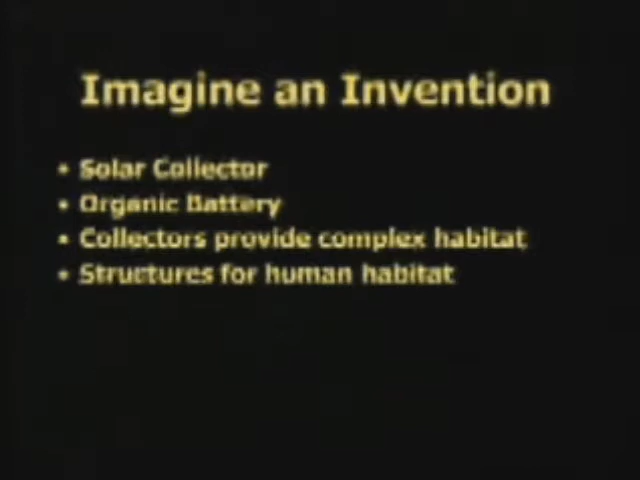 Imagine an Invention
• Solar Collector
• Organic Battery
• Collectors provide complex habitat
• Structures for human habitat